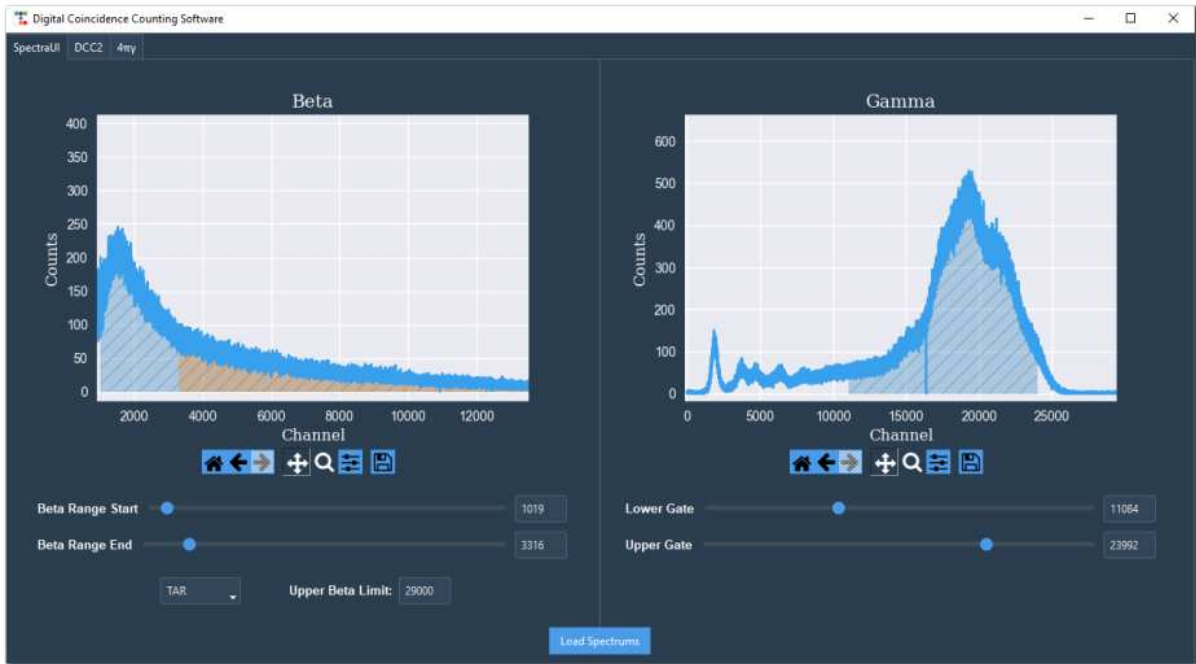 Digital Coincidence Counting Software
SpectraUI DCC2 4πγ
Beta
400
350
300
250
200
150
100
50
0
Counts
2000 4000 6000 8000 10000 12000
Channel
Beta Range Start 1019
Beta Range End 3316
TAR Upper Beta Limit: 29000
Gamma
600
500
400
300
200
100
0
Counts
0 5000 10000 15000 20000 25000
Channel
Lower Gate 11084
Upper Gate 23992
Load Spectrums